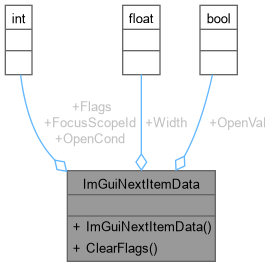 int
float
bool
+Flags
+FocusScopeId
+OpenCond
+Width
+OpenVal
ImGuiNextItemData
+ ImGuiNextItemData()
+ ClearFlags()